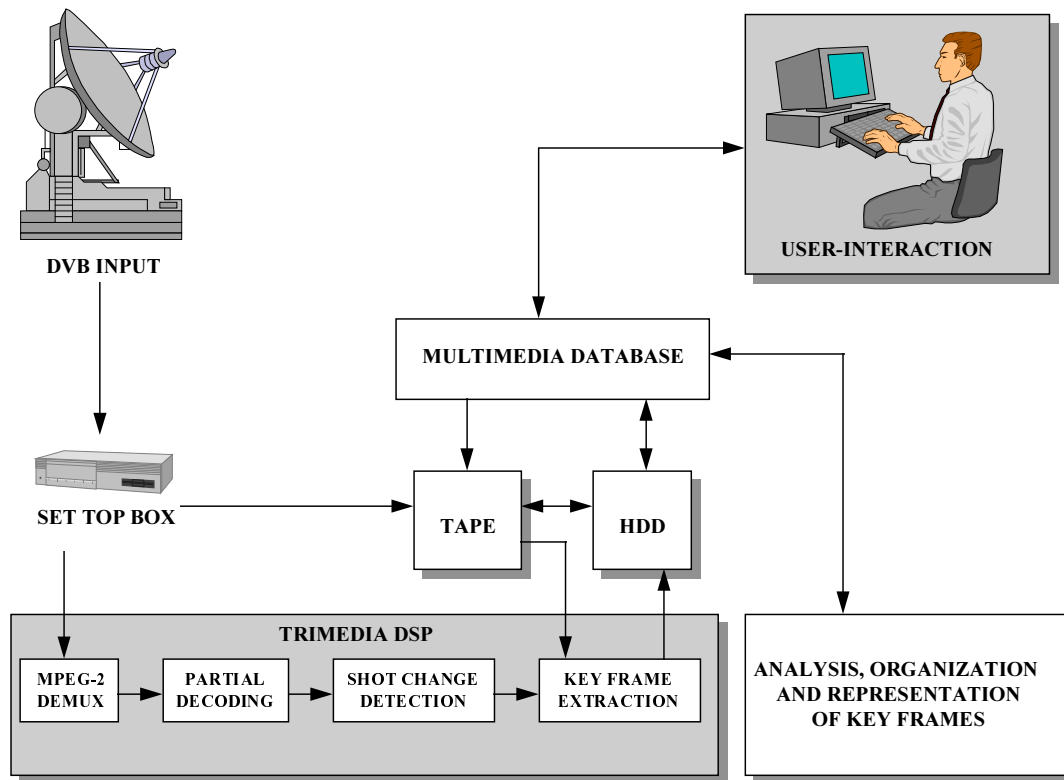 DVB INPUT
USER-INTERACTION
MULTIMEDIA DATABASE
SET TOP BOX
TAPE
HDD
TRIMEDIA DSP
MPEG-2
DEMUX
PARTIAL
DECODING
SHOT CHANGE
DETECTION
KEY FRAME
EXTRACTION
ANALYSIS, ORGANIZATION
AND REPRESENTATION
OF KEY FRAMES